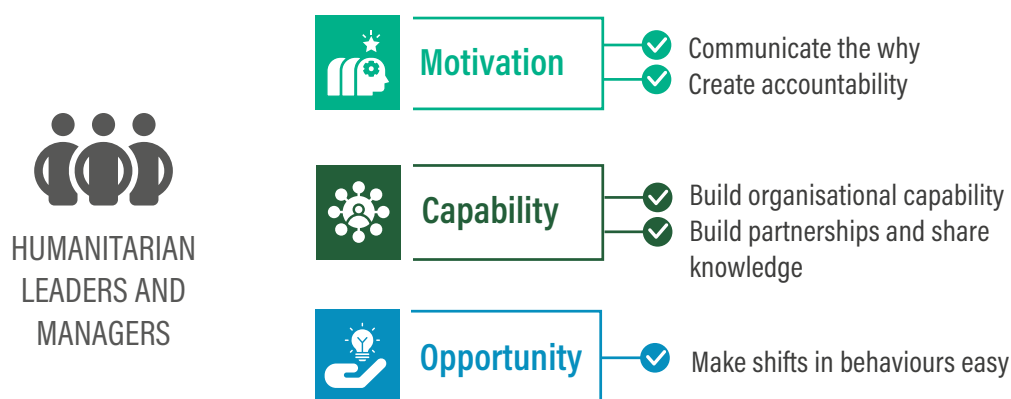 HUMANITARIAN
LEADERS AND
MANAGERS
Motivation
Communicate the why
Create accountability
Capability
Build organisational capability
Build partnerships and share
knowledge
Opportunity
Make shifts in behaviours easy